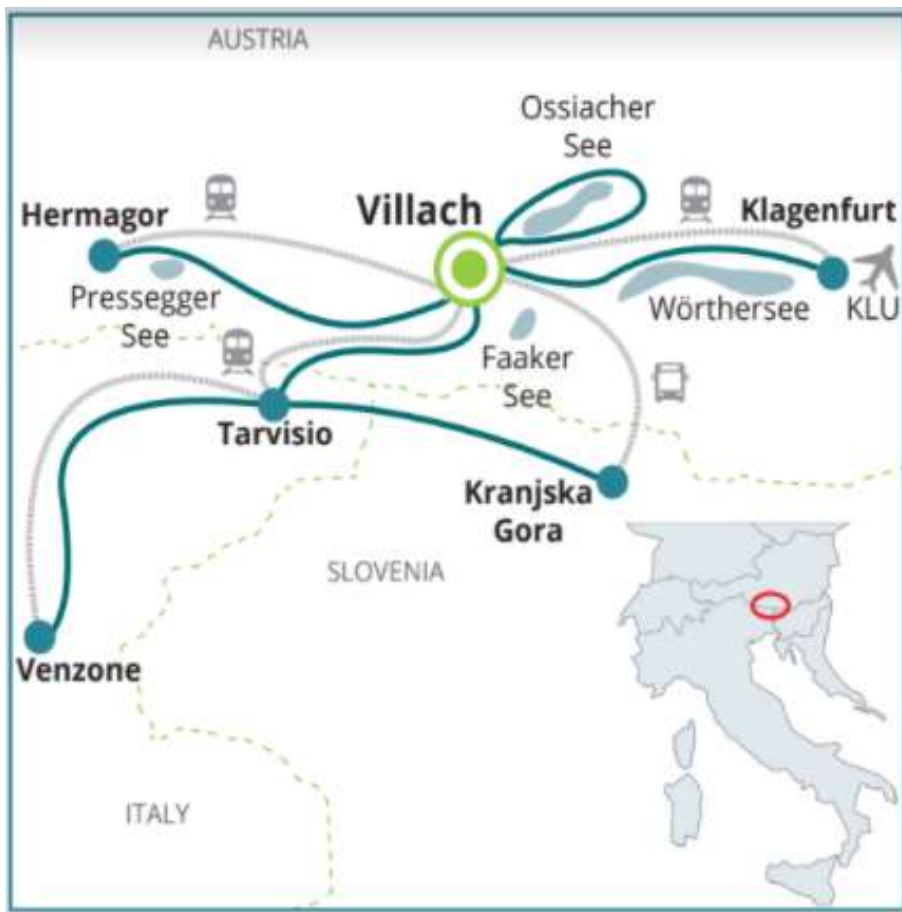 AUSTRIA
Ossiacher
See
Hermagor
Villach
Klagenfurt
Pressegger
See
Wörthersee
KLU
Faaker
See
Tarvisio
Kranjska
Gora
SLOVENIA
Venzone
ITALY